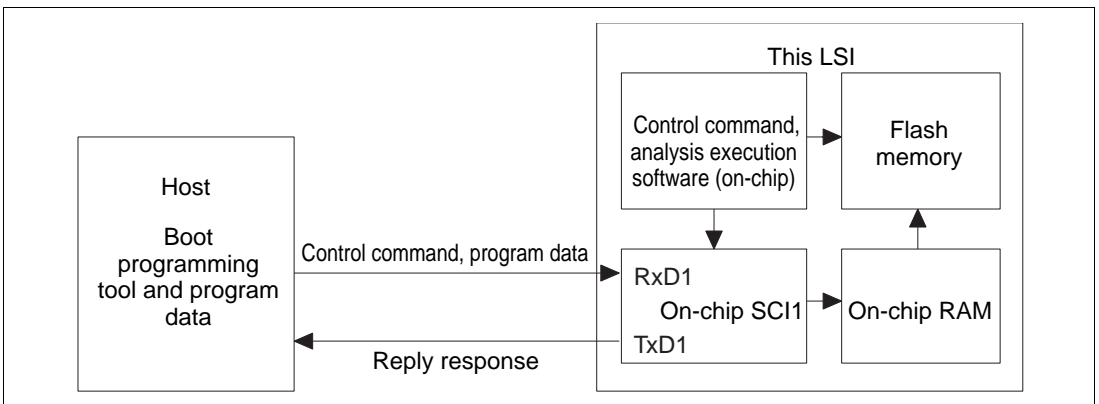 This LSI
Host
Boot
programming
tool and program
data
Control command, program data
Reply response
Control command,
analysis execution
software (on-chip)
Flash
memory
RxD1
On-chip SCI1
TxD1
On-chip RAM